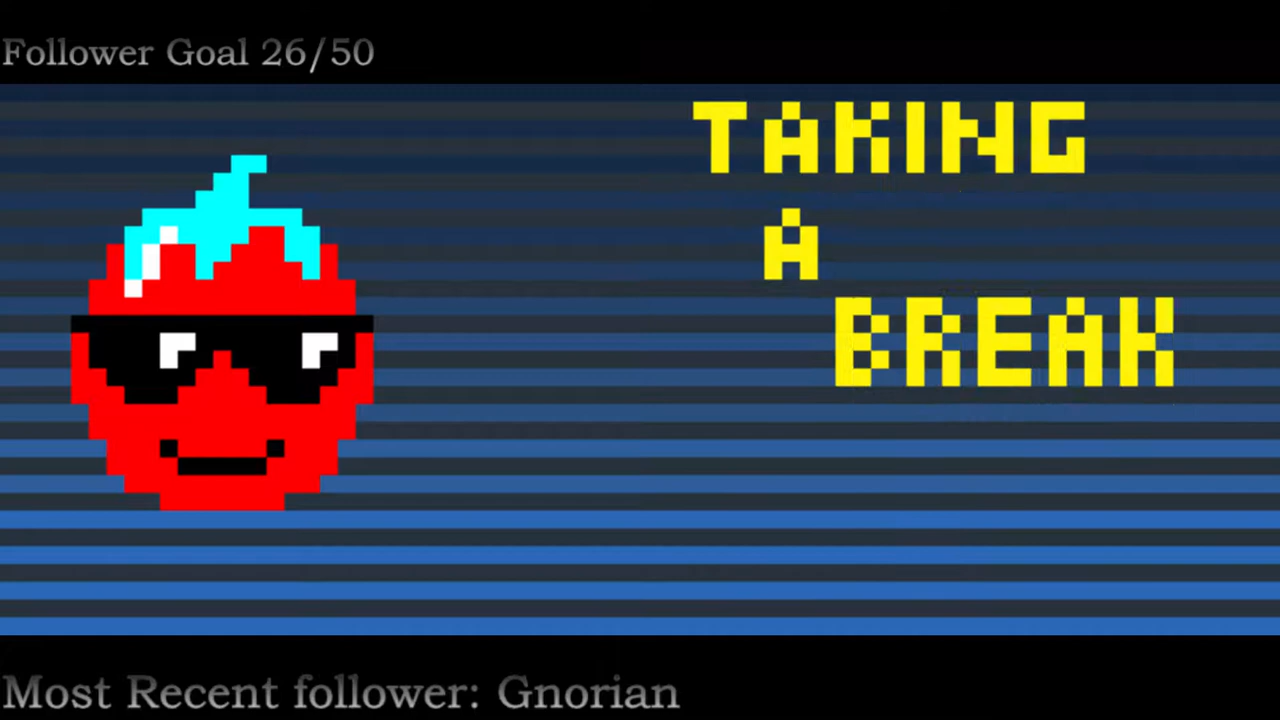 Follower Goal 26/50
TAKING
A
BREAK
Most Recent follower: Gnorian